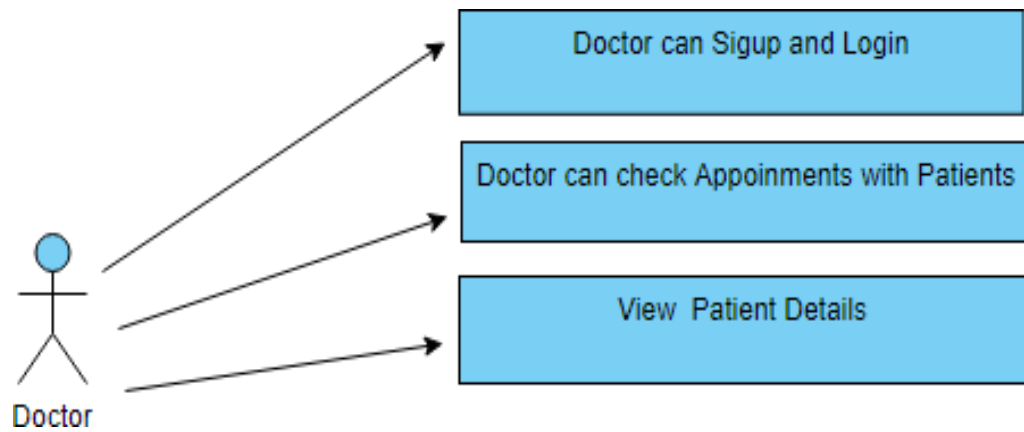 Doctor can Sigup and Login
Doctor can check Appoinments with Patients
View Patient Details
Doctor